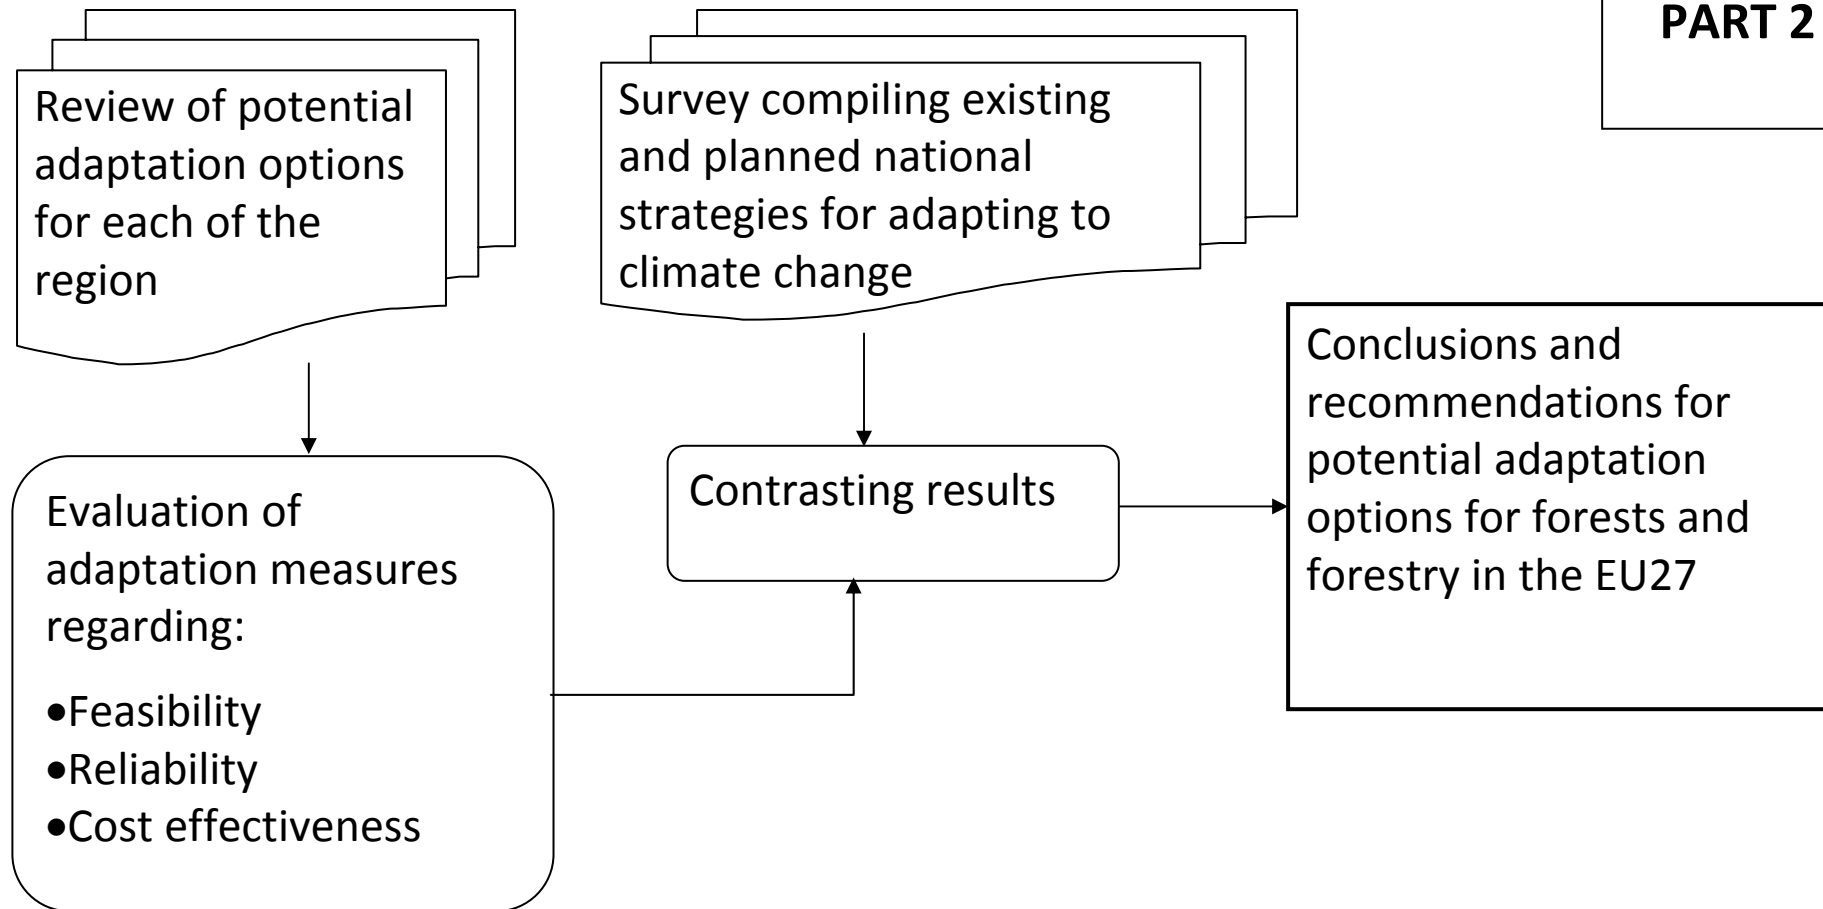 PART 2
Review of potential
adaptation options
for each of the
region
Survey compiling existing
and planned national
strategies for adapting to
climate change
Evaluation of
adaptation measures
regarding:
•Feasibility
•Reliability
•Cost effectiveness
Contrasting results
Conclusions and
recommendations for
potential adaptation
options for forests and
forestry in the EU27